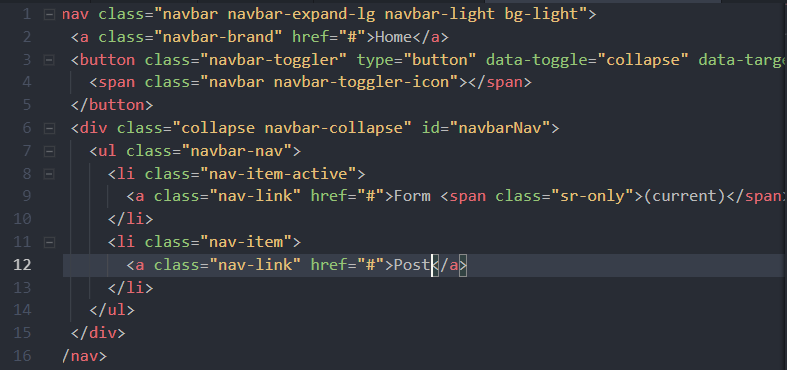 1 nav class="navbar navbar-expand-lg navbar-light bg-light">
2 <a class="navbar-brand" href="#">Home</a>
3 <button class="navbar-toggler" type="button" data-toggle="collapse" data-targe
4 <span class="navbar navbar-toggler-icon"></span>
5 </button>
6 <div class="collapse navbar-collapse" id="navbarNav">
7 <ul class="navbar-nav">
8 <li class="nav-item-active">
9 <a class="nav-link" href="#">Form <span class="sr-only">(current)</span>
10 </li>
11 <li class="nav-item">
12 <a class="nav-link" href="#">Post</a>
13 </li>
14 </ul>
15 </div>
16 /nav>